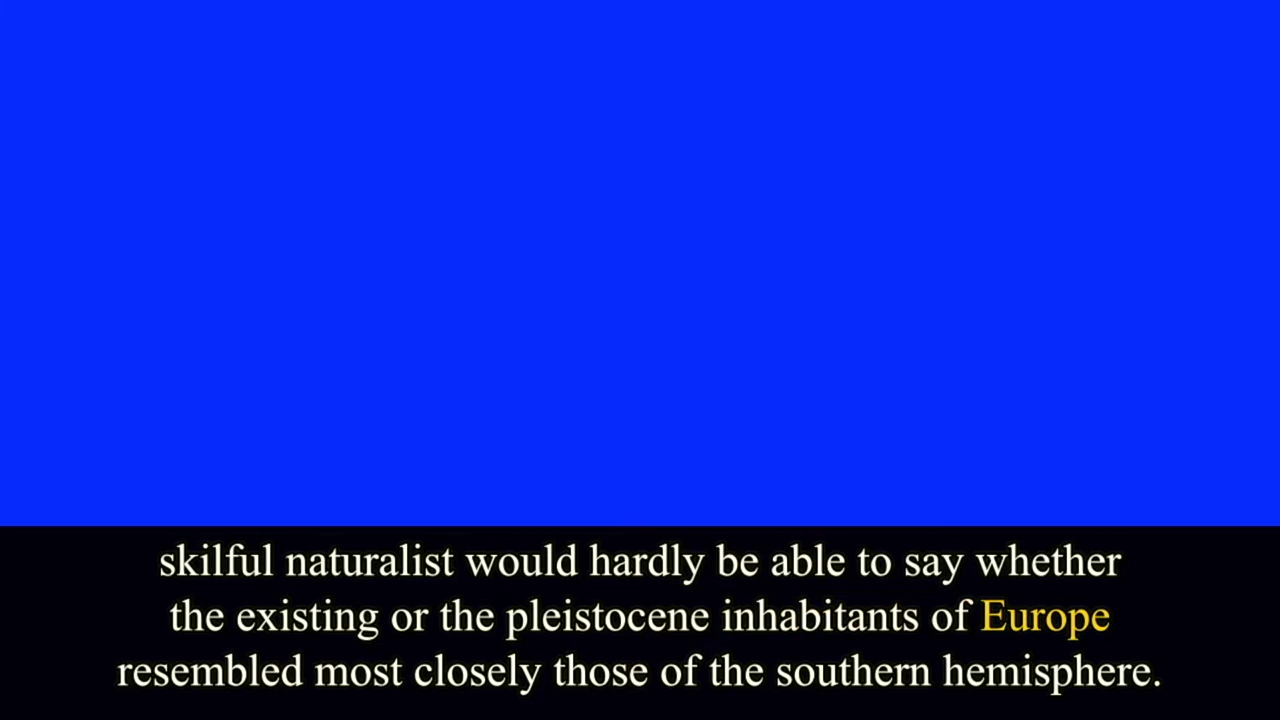 skilful naturalist would hardly be able to say whether
the existing or the pleistocene inhabitants of Europe
resembled most closely those of the southern hemisphere.